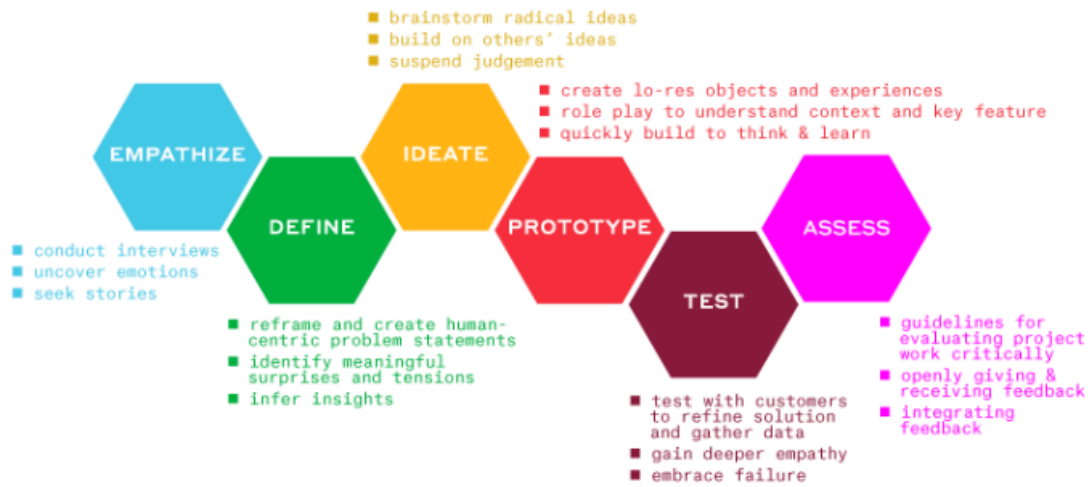 brainstorm radical ideas
build on others' ideas
suspend judgement
create lo-res objects and experiences
role play to understand context and key feature
quickly build to think & learn
EMPATHIZE
IDEATE
DEFINE
PROTOTYPE
ASSESS
TEST
conduct interviews
uncover emotions
seek stories
reframe and create human-
centric problem statements
identify meaningful
surprises and tensions
infer insights
test with customers
to refine solution
and gather data
gain deeper empathy
embrace failure
guidelines for
evaluating project
work critically
openly giving &
receiving feedback
integrating
feedback